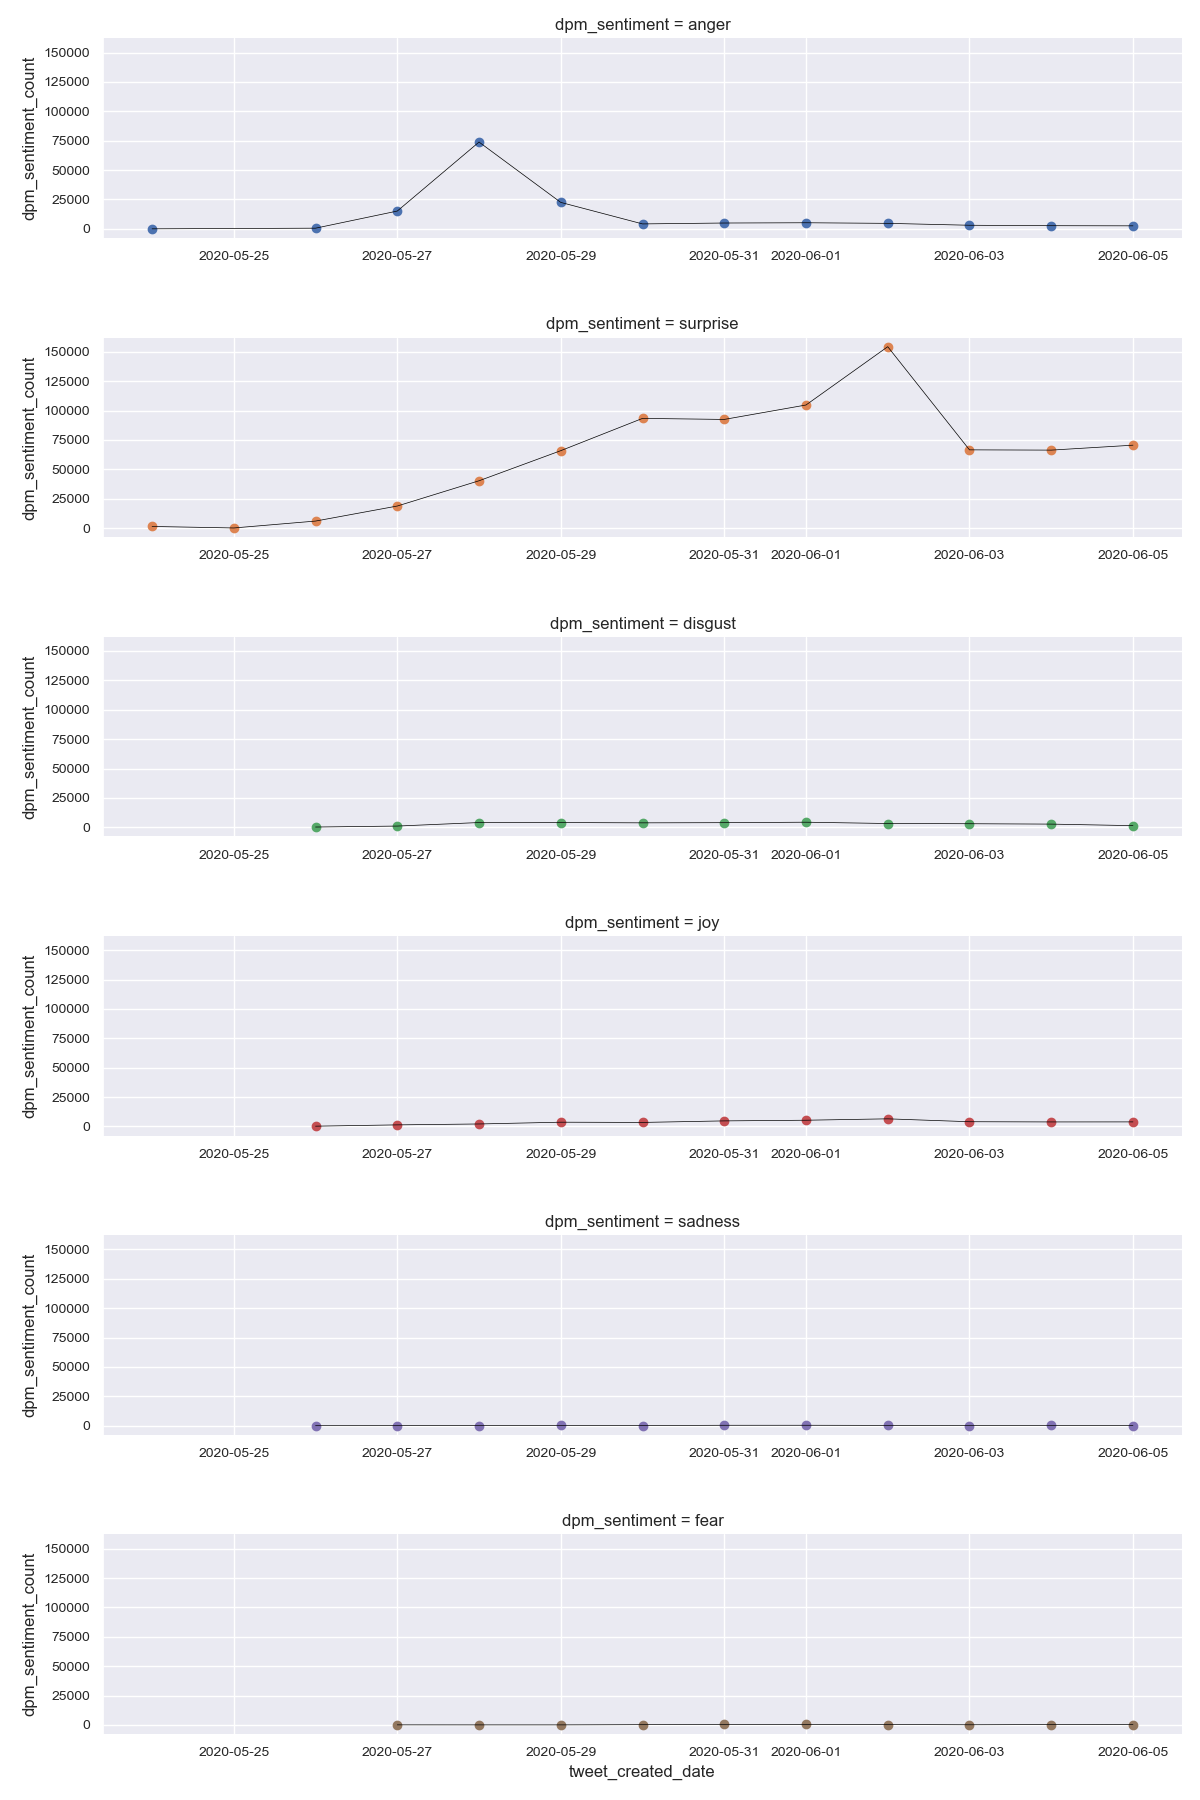 dpm_sentiment = anger
dpm_sentiment_count
150000
125000
100000
75000
50000
25000
0
2020-05-25 2020-05-27 2020-05-29 2020-05-31 2020-06-01 2020-06-03 2020-06-05
dpm_sentiment = surprise
dpm_sentiment_count
150000
125000
100000
75000
50000
25000
0
2020-05-25 2020-05-27 2020-05-29 2020-05-31 2020-06-01 2020-06-03 2020-06-05
dpm_sentiment = disgust
dpm_sentiment_count
150000
125000
100000
75000
50000
25000
0
2020-05-25 2020-05-27 2020-05-29 2020-05-31 2020-06-01 2020-06-03 2020-06-05
dpm_sentiment = joy
dpm_sentiment_count
150000
125000
100000
75000
50000
25000
0
2020-05-25 2020-05-27 2020-05-29 2020-05-31 2020-06-01 2020-06-03 2020-06-05
dpm_sentiment = sadness
dpm_sentiment_count
150000
125000
100000
75000
50000
25000
0
2020-05-25 2020-05-27 2020-05-29 2020-05-31 2020-06-01 2020-06-03 2020-06-05
dpm_sentiment = fear
dpm_sentiment_count
150000
125000
100000
75000
50000
25000
0
2020-05-25 2020-05-27 2020-05-29 2020-05-31 2020-06-01 2020-06-03 2020-06-05
tweet_created_date